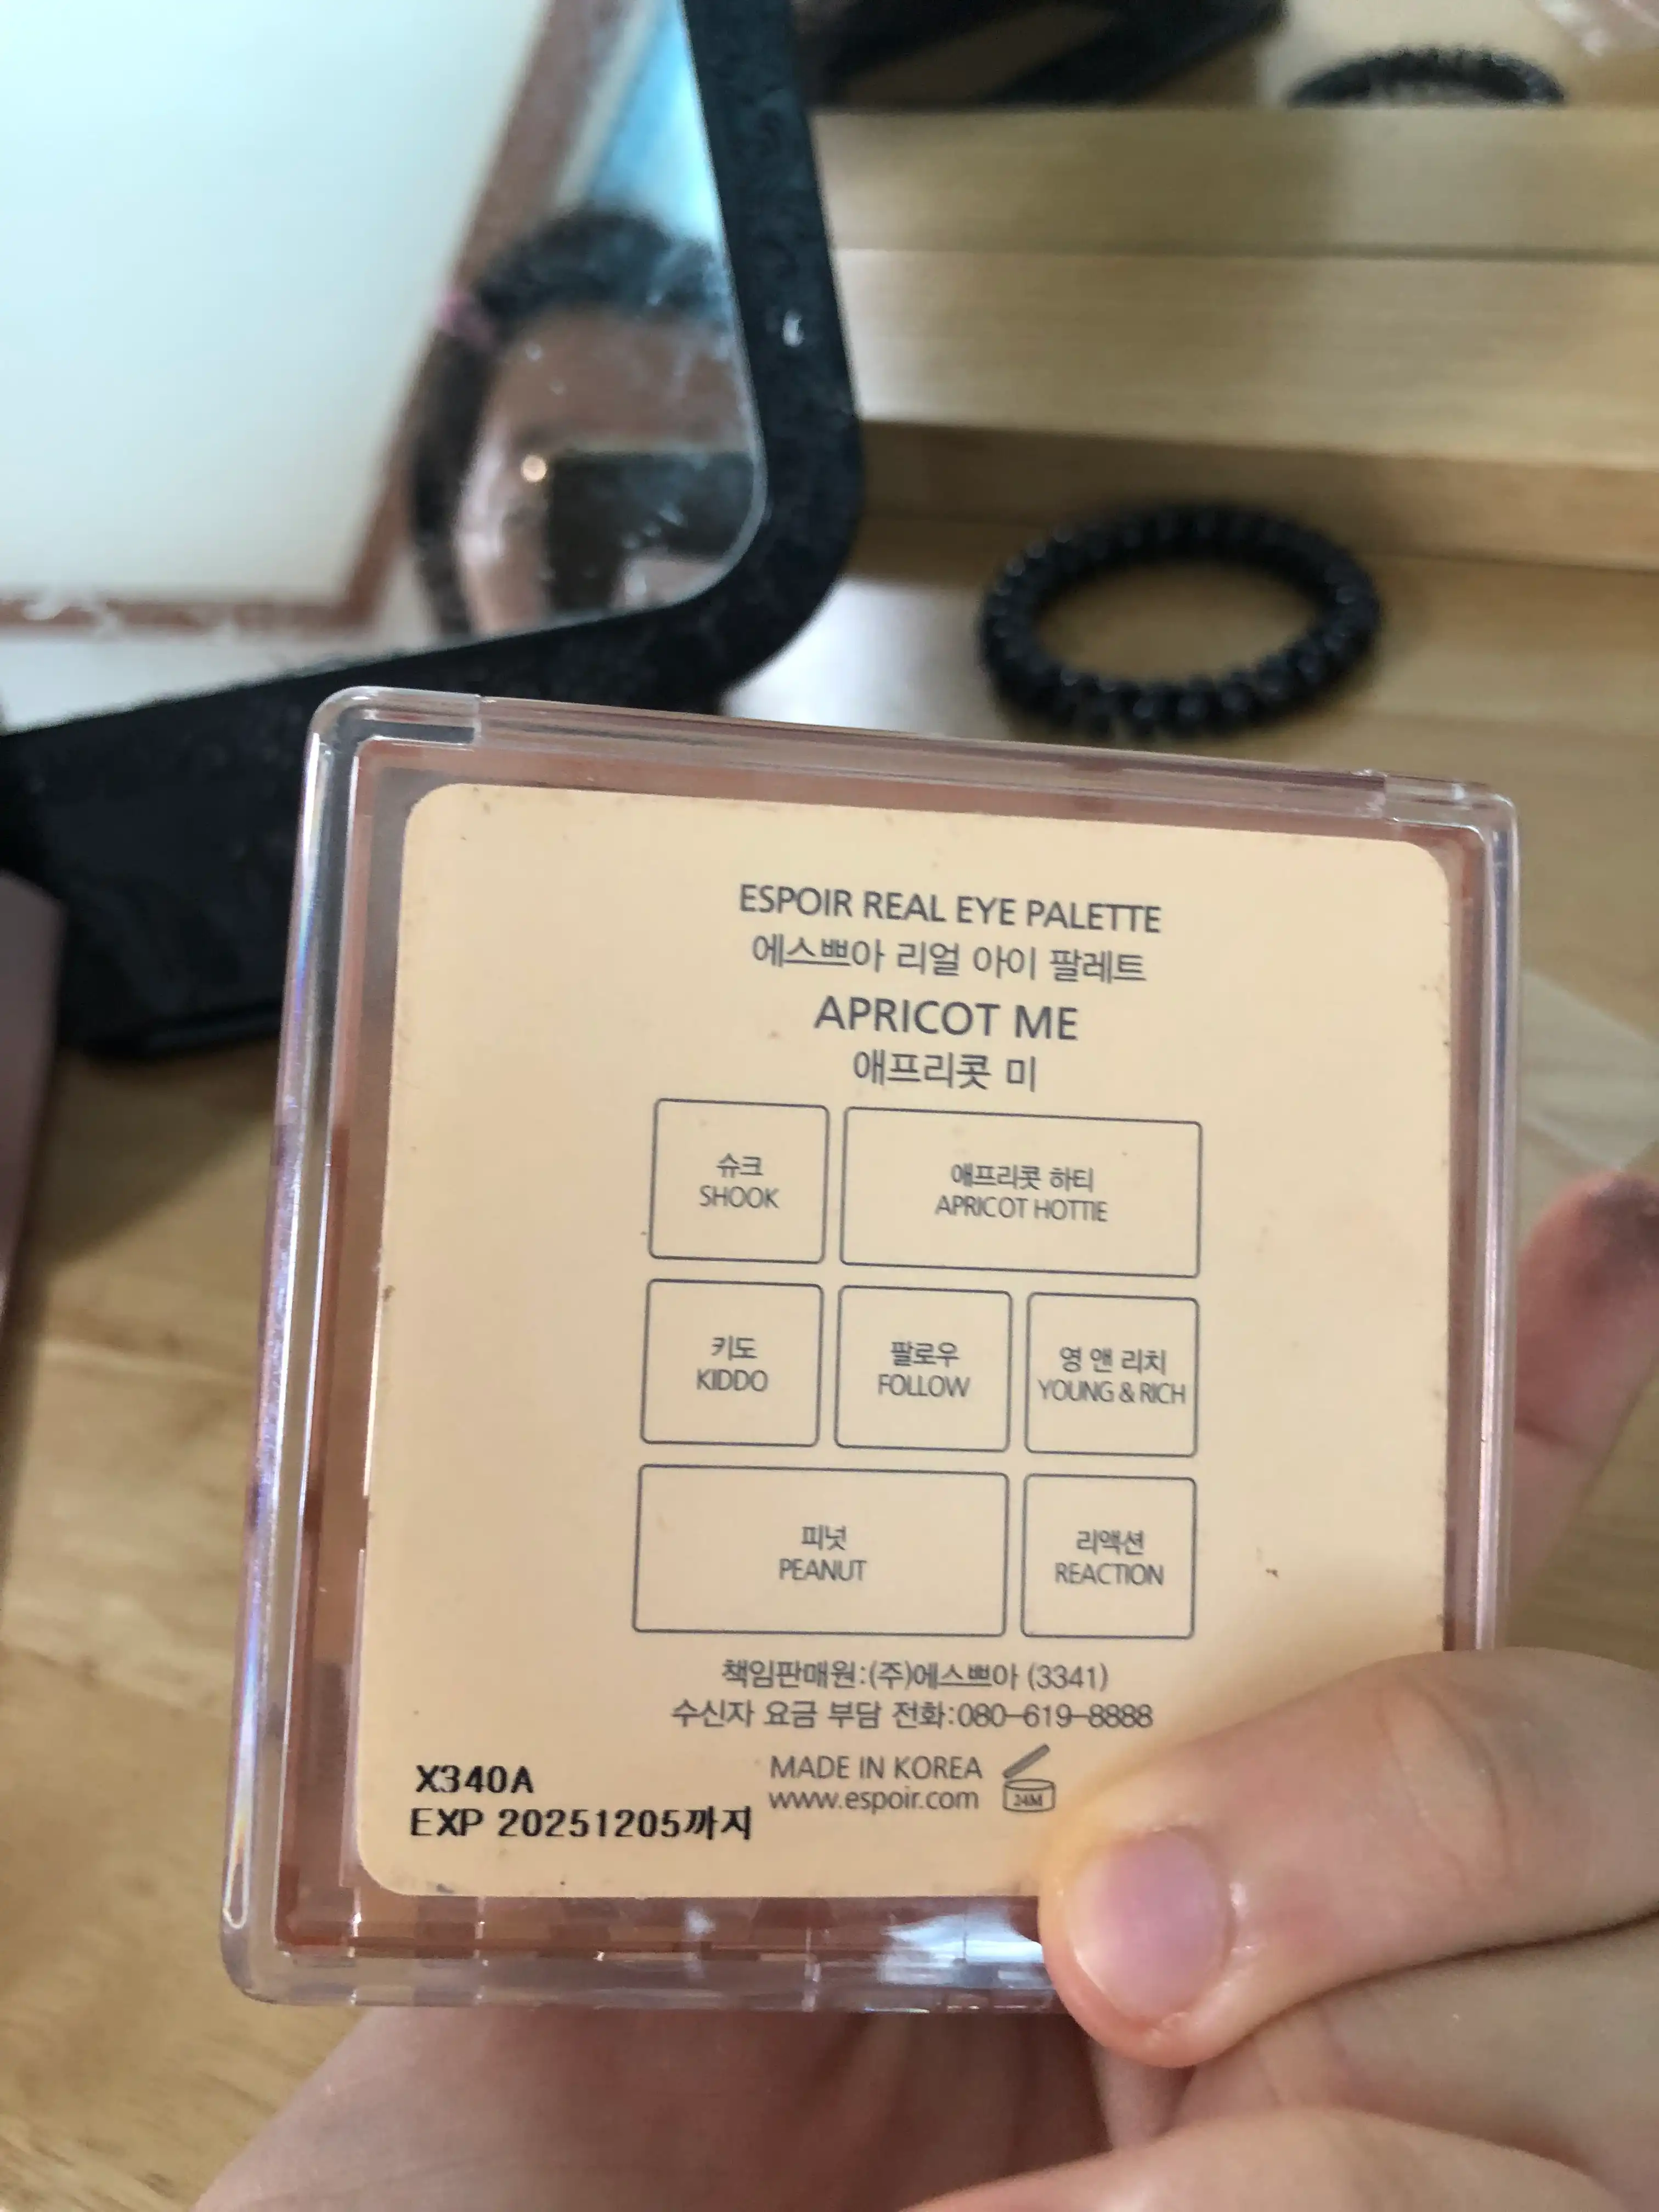 ESPOIR REAL EYE PALETTE
에스쁘아 리얼 아이 팔레트
APRICOT ME
애프리콧 미
슈크
SHOOK
애프리콧 하티
APRICOT HOTTIE
키도
KIDDO
팔로우
FOLLOW
영 앤 리치
YOUNG & RICH
피넛
PEANUT
리액션
REACTION
책임판매원:(주)에스쁘아 (3341)
수신자 요금 부담 전화:080-619-8888
MADE IN KOREA
www.espoir.com
24M
X340A
EXP 20251205까지